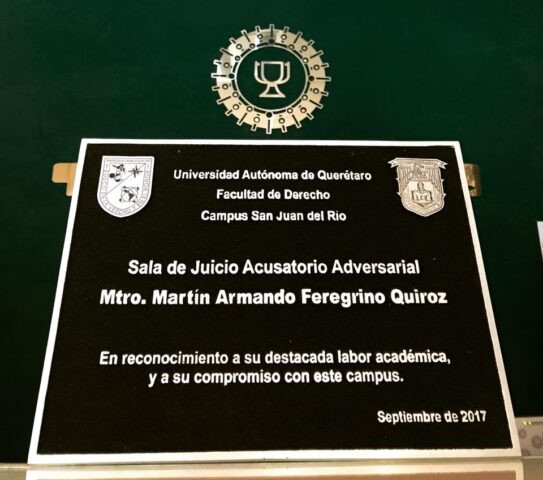 Universidad Autónoma de Querétaro
Facultad de Derecho
Campus San Juan del Rio
Sala de Juicio Acusatorio Adversarial
Mtro. Martín Armando Feregrino Quiroz
En reconocimiento a su destacada labor académica,
y a su compromiso con este campus.
Septiembre de 2017